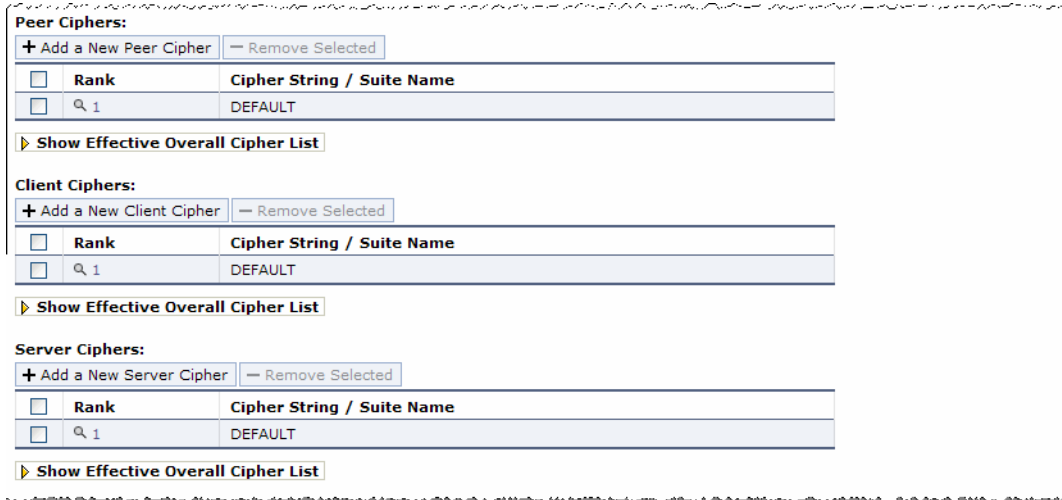 Peer Ciphers:
+ Add a New Peer Cipher − Remove Selected
Rank Cipher String / Suite Name
1 DEFAULT
Show Effective Overall Cipher List
Client Ciphers:
+ Add a New Client Cipher − Remove Selected
Rank Cipher String / Suite Name
1 DEFAULT
Show Effective Overall Cipher List
Server Ciphers:
+ Add a New Server Cipher − Remove Selected
Rank Cipher String / Suite Name
1 DEFAULT
Show Effective Overall Cipher List